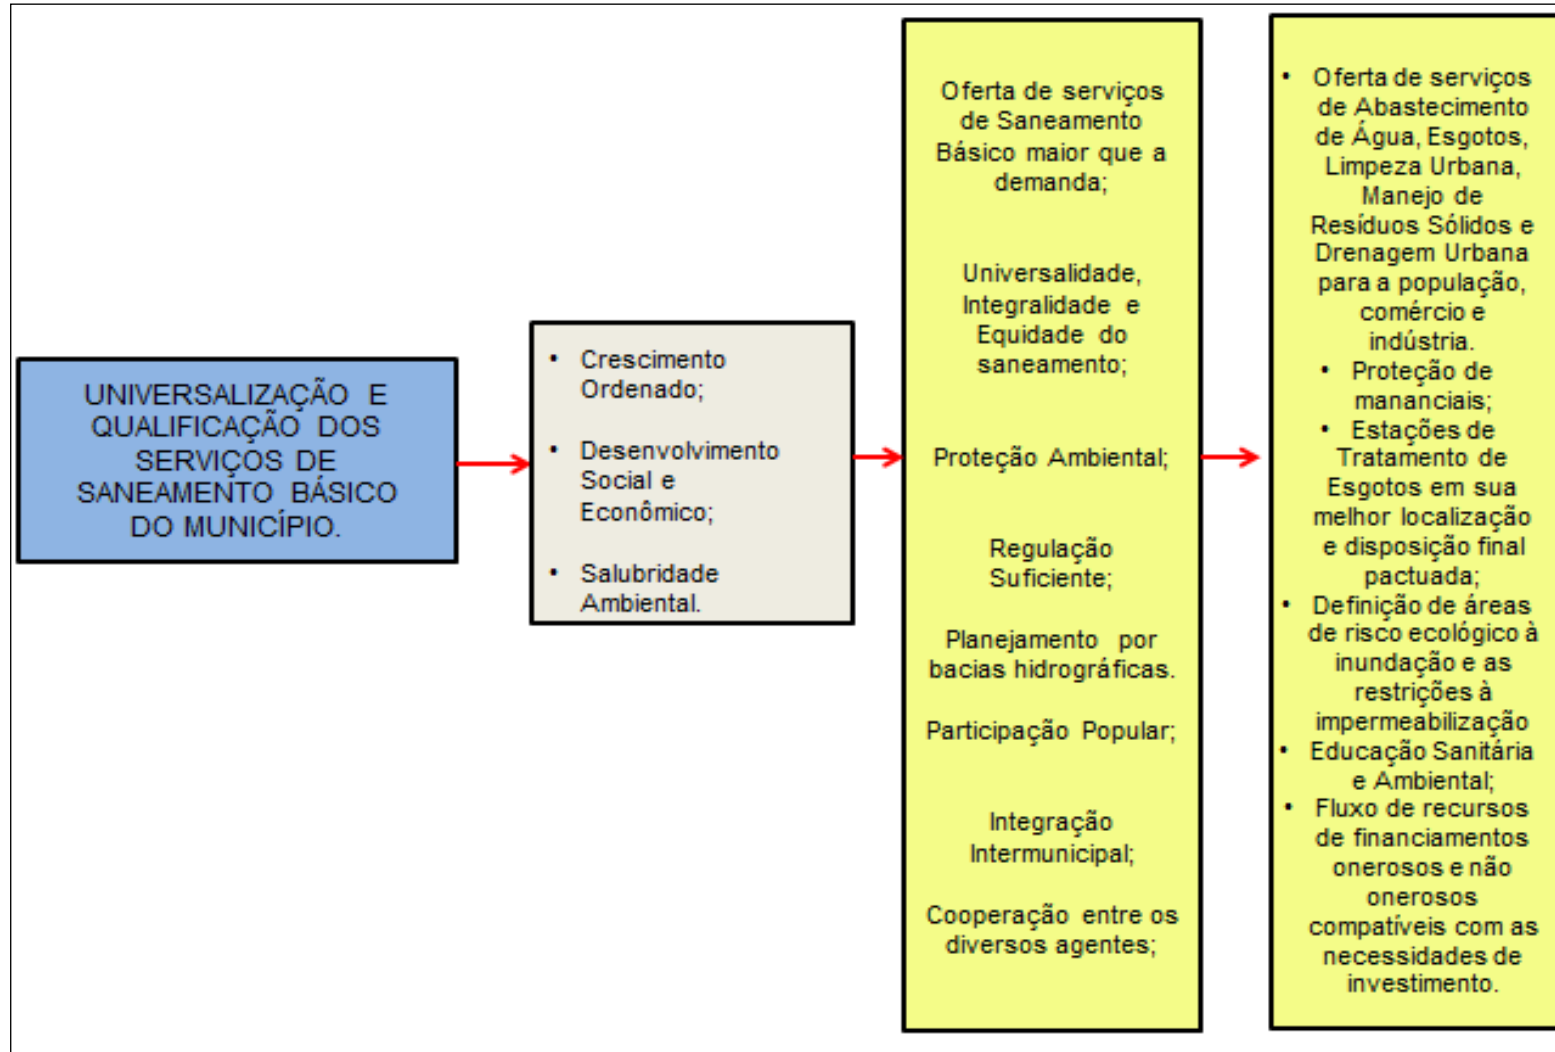 UNIVERSALIZAÇÃO E
QUALIFICAÇÃO DOS
SERVIÇOS DE
SANEAMENTO BÁSICO
DO MUNICÍPIO.
• Crescimento
Ordenado;
• Desenvolvimento
Social e
Econômico;
• Salubridade
Ambiental.
Oferta de serviços
de Saneamento
Básico maior que a
demanda;
Universalidade,
Integralidade e
Equidade do
saneamento;
Proteção Ambiental;
Regulação
Suficiente;
Planejamento por
bacias hidrográficas.
Participação Popular;
Integração
Intermunicipal;
Cooperação entre os
diversos agentes;
• Oferta de serviços
de Abastecimento
de Água, Esgotos,
Limpeza Urbana,
Manejo de
Resíduos Sólidos e
Drenagem Urbana
para a população,
comércio e
indústria.
• Proteção de
mananciais;
• Estações de
Tratamento de
Esgotos em sua
melhor localização
e disposição final
pactuada;
• Definição de áreas
de risco ecológico à
inundação e as
restrições à
impermeabilização
• Educação Sanitária
e Ambiental;
• Fluxo de recursos
de financiamentos
onerosos e não
onerosos
compatíveis com as
necessidades de
investimento.